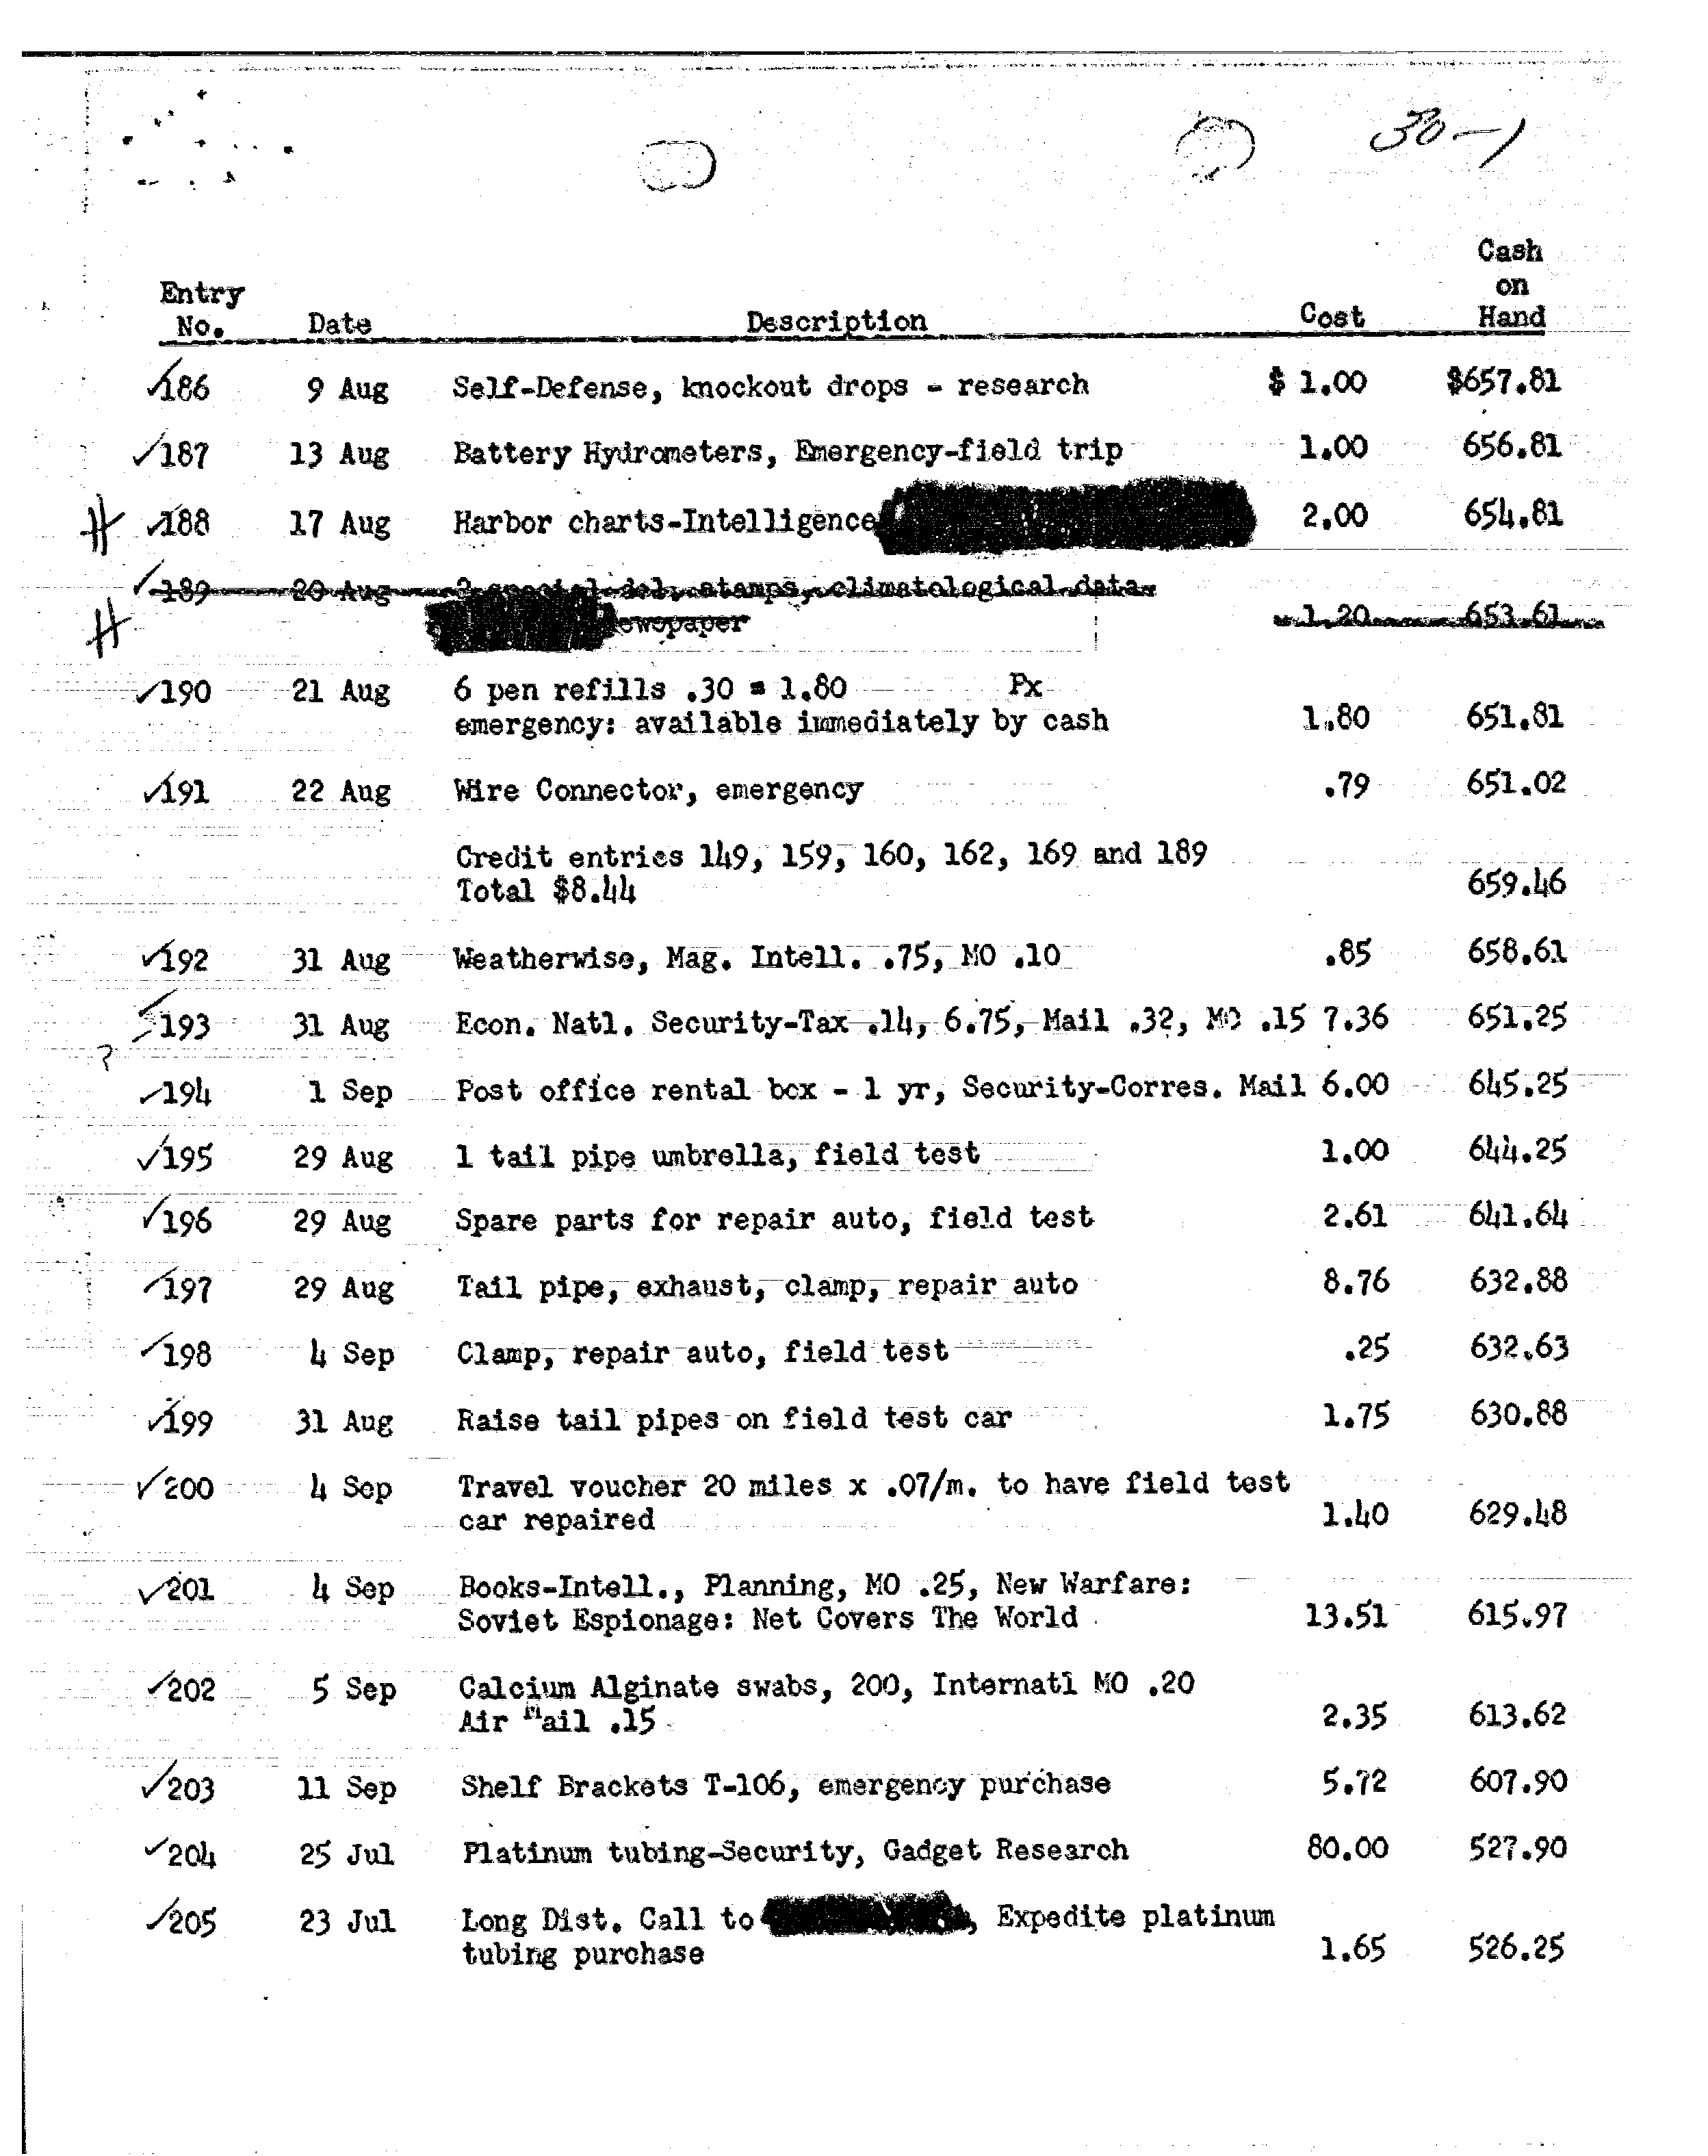 30-1
Cash
on
Hand
Entry
No. Date Description Cost
186 9 Aug Self-Defense, knockout drops - research $ 1.00 $657.81
187 13 Aug Battery Hydrometers, Emergency-field trip 1.00 656.81
H 188 17 Aug Harbor charts-Intelligence 2.00 654.81
189 20 Aug special del. stamps, climatological data
H ewspaper 1.20 653.61
190 21 Aug 6 pen refills .30 = 1.80 Px
emergency: available immediately by cash 1.80 651.81
191 22 Aug Wire Connector, emergency .79 651.02
Credit entries 149, 159, 160, 162, 169 and 189
Total $8.44 659.46
192 31 Aug Weatherwise, Mag. Intell. .75, MO .10 .85 658.61
193 31 Aug Econ. Natl. Security-Tax .14, 6.75, Mail .32, MO .15 7.36 651.25
?
194 1 Sep Post office rental box - 1 yr, Security-Corres. Mail 6.00 645.25
195 29 Aug 1 tail pipe umbrella, field test 1.00 644.25
196 29 Aug Spare parts for repair auto, field test 2.61 641.64
197 29 Aug Tail pipe, exhaust, clamp, repair auto 8.76 632.88
198 4 Sep Clamp, repair auto, field test .25 632.63
199 31 Aug Raise tail pipes on field test car 1.75 630.88
200 4 Sep Travel voucher 20 miles x .07/m. to have field test
car repaired 1.40 629.48
201 4 Sep Books-Intell., Planning, MO .25, New Warfare:
Soviet Espionage: Net Covers The World 13.51 615.97
202 5 Sep Calcium Alginate swabs, 200, Internatl MO .20
Air Mail .15 2.35 613.62
203 11 Sep Shelf Brackets T-106, emergency purchase 5.72 607.90
204 25 Jul Platinum tubing-Security, Gadget Research 80.00 527.90
205 23 Jul Long Dist. Call to , Expedite platinum
tubing purchase 1.65 526.25